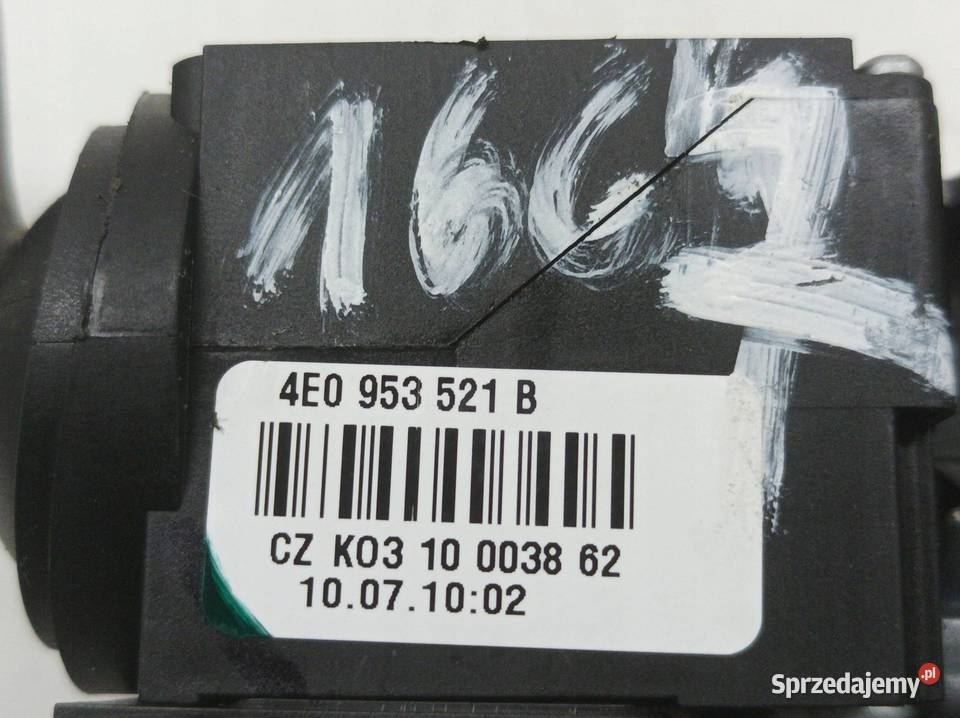 1667
4E0 953 521 B
CZ KO3 10 0038 62
10.07.10:02
Sprzedajemy.pl